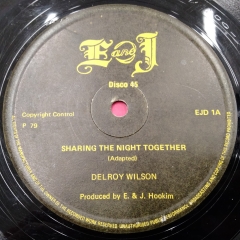 E and J
Disco 45
Copyright Control
P 79
EJD 1A
SHARING THE NIGHT TOGETHER
(Adapted)
DELROY WILSON
Produced by E. & J. Hookim